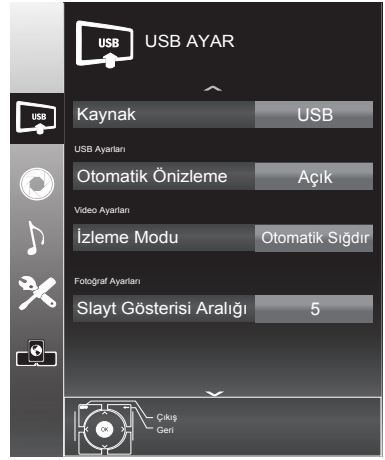 USB USB AYAR
USB
Kaynak USB
USB Ayarları
Otomatik Önizleme Açık
Video Ayarları
İzleme Modu Otomatik Sığdır
Fotoğraf Ayarları
Slayt Gösterisi Aralığı 5
Çıkış
OK
Geri